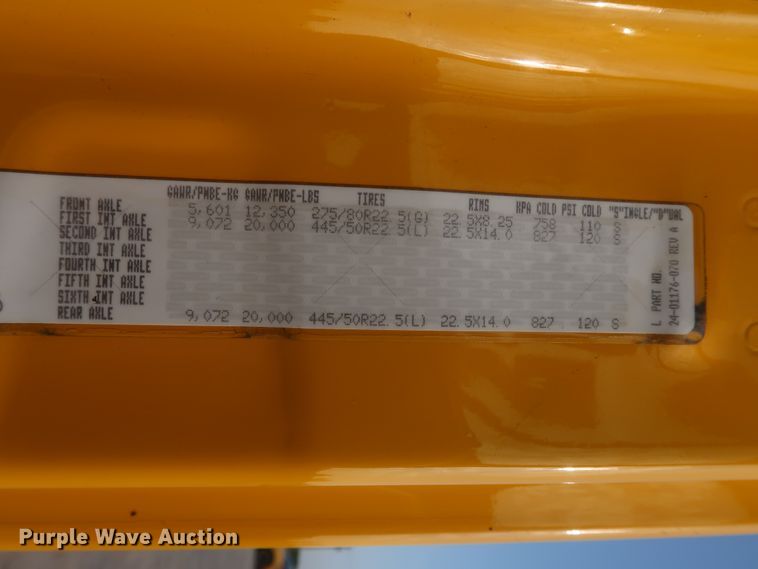 GAWR/PNBE-KG GAWR/PNBE-LBS TIRES RIMS KPA COLD PSI COLD "S"INGLE/"D"UAL
FRONT AXLE 5,601 12,350 275/80R22.5(G) 22.5X8.25 758 110 S
FIRST INT AXLE 9,072 20,000 445/50R22.5(L) 22.5X14.0 827 120 S
SECOND INT AXLE
THIRD INT AXLE
FOURTH INT AXLE
FIFTH INT AXLE
SIXTH INT AXLE
REAR AXLE 9,072 20,000 445/50R22.5(L) 22.5X14.0 827 120 S
L PART NO.
24-01176-070 REV A
Purple Wave Auction